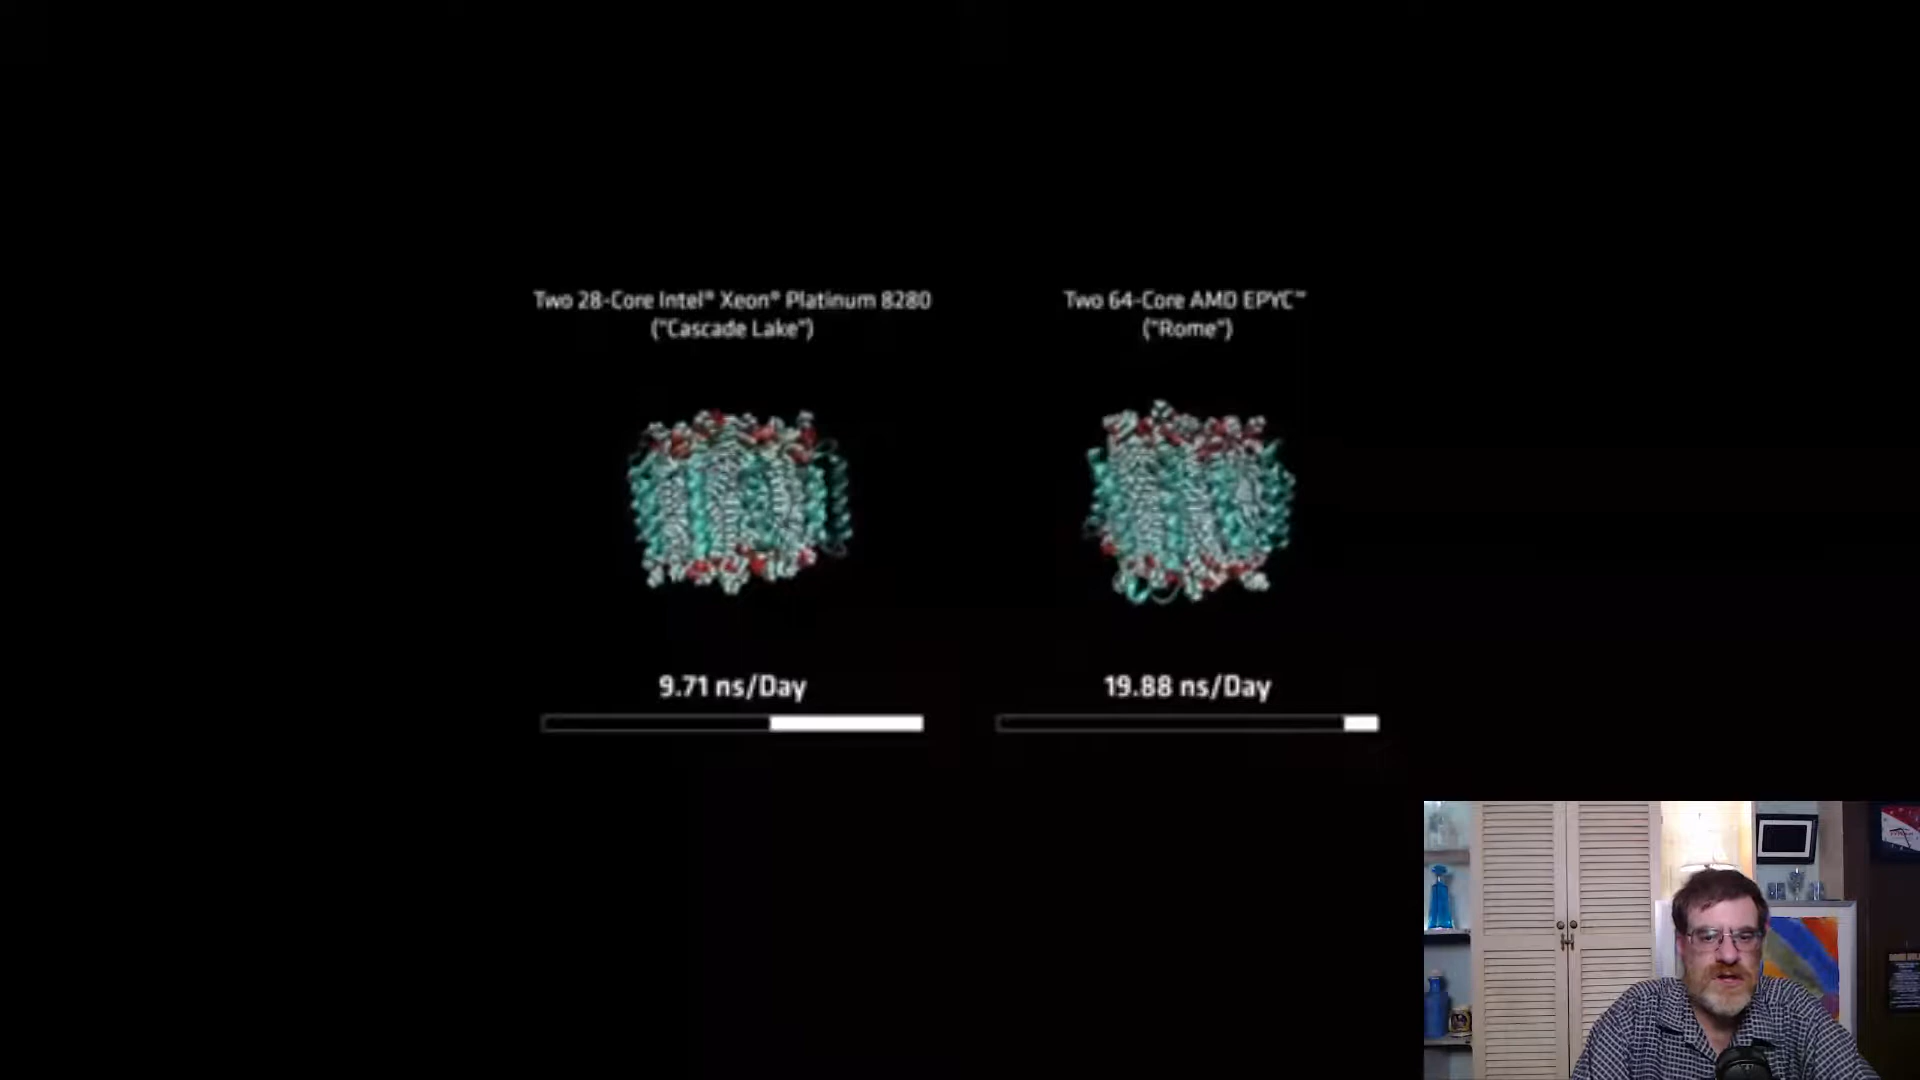 Two 28-Core Intel® Xeon® Platinum 8280
("Cascade Lake")
Two 64-Core AMD EPYC™
("Rome")
9.71 ns/Day
19.88 ns/Day